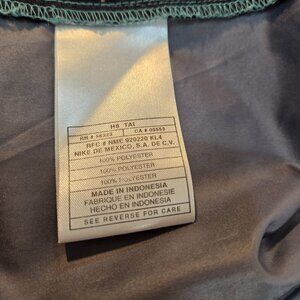 HB TAI
RN # 56323 CA # 05553
RFC # NME 920220 KL4
NIKE DE MEXICO, S.A. DE C.V.
100% POLYESTER
100% POLYESTER
100% POLYESTER
MADE IN INDONESIA
FABRIQUE EN INDONESIE
HECHO EN INDONESIA
SEE REVERSE FOR CARE